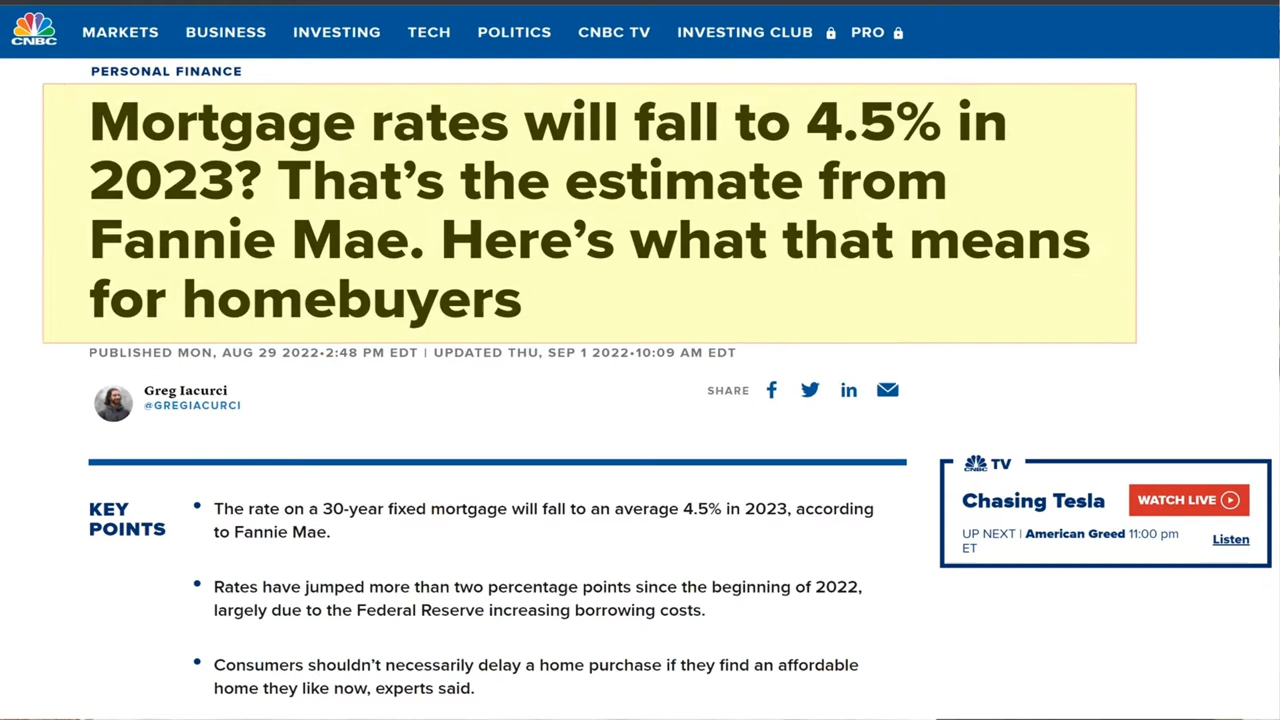 CNBC
MARKETS BUSINESS INVESTING TECH POLITICS CNBC TV INVESTING CLUB PRO
PERSONAL FINANCE
Mortgage rates will fall to 4.5% in
2023? That’s the estimate from
Fannie Mae. Here’s what that means
for homebuyers
PUBLISHED MON, AUG 29 2022•2:48 PM EDT | UPDATED THU, SEP 1 2022•10:09 AM EDT
Greg Iacurci
@GREGIACURCI
SHARE
KEY
POINTS
• The rate on a 30-year fixed mortgage will fall to an average 4.5% in 2023, according
to Fannie Mae.
• Rates have jumped more than two percentage points since the beginning of 2022,
largely due to the Federal Reserve increasing borrowing costs.
• Consumers shouldn’t necessarily delay a home purchase if they find an affordable
home they like now, experts said.
CNBC TV
Chasing Tesla WATCH LIVE
UP NEXT | American Greed 11:00 pm
ET
Listen